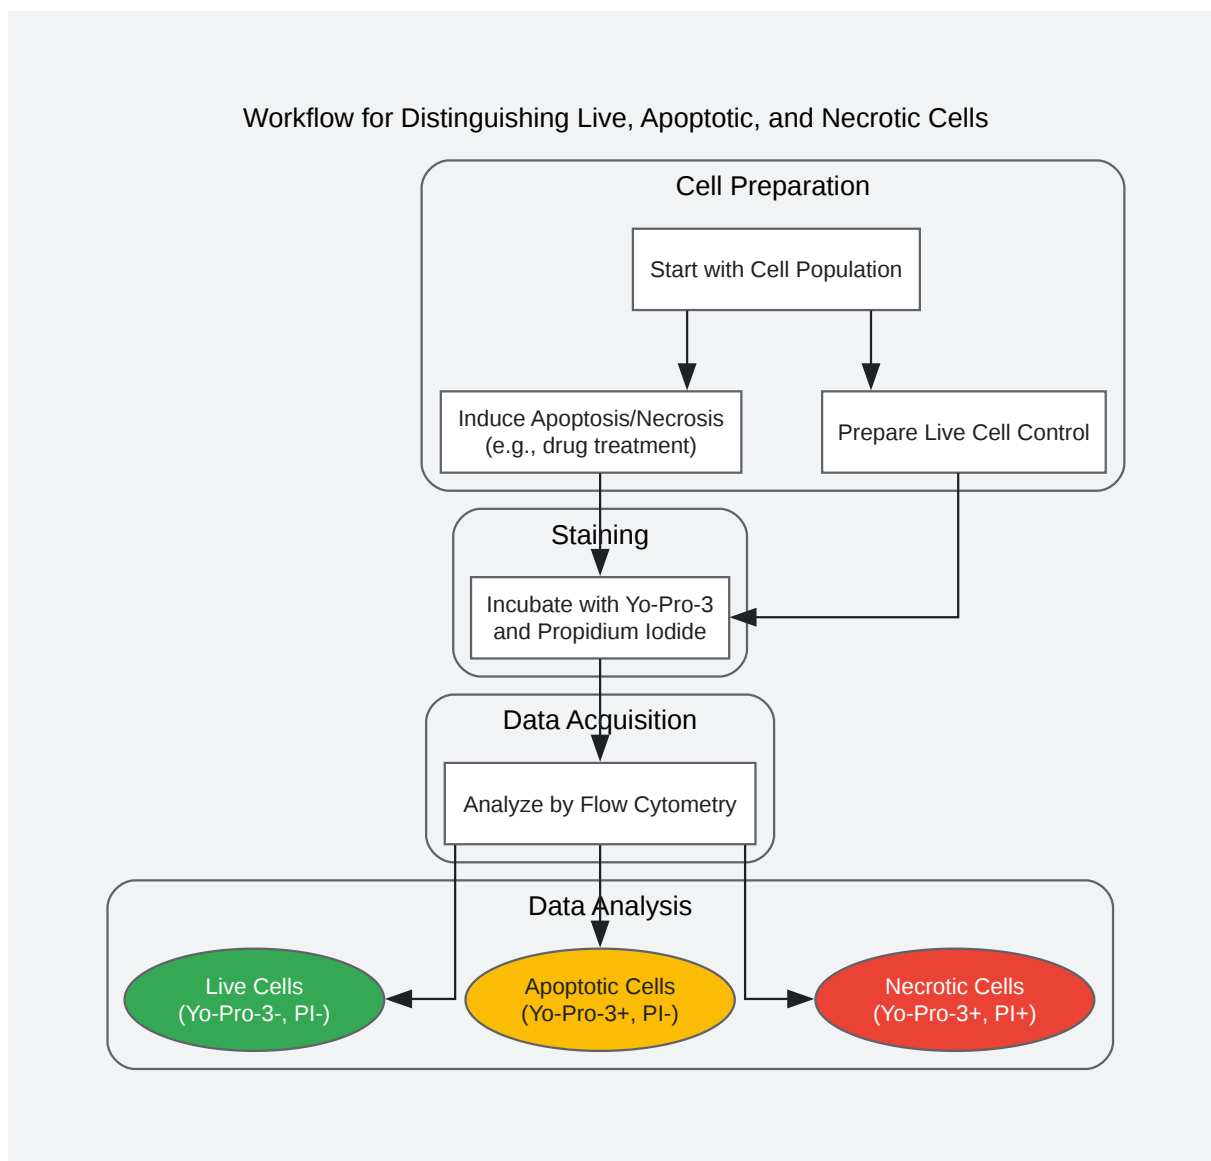 Workflow for Distinguishing Live, Apoptotic, and Necrotic Cells
Cell Preparation
Start with Cell Population
Induce Apoptosis/Necrosis
(e.g., drug treatment)
Prepare Live Cell Control
Staining
Incubate with Yo-Pro-3
and Propidium Iodide
Data Acquisition
Analyze by Flow Cytometry
Data Analysis
Live Cells
(Yo-Pro-3-, PI-)
Apoptotic Cells
(Yo-Pro-3+, PI-)
Necrotic Cells
(Yo-Pro-3+, PI+)